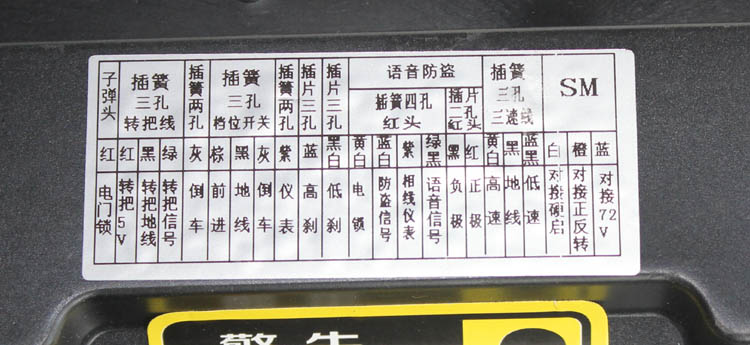 子弹头
插簧
三孔
转把线
插簧两孔
插簧
三孔
档位开关
插簧两孔
插片三孔
插片三孔
语音防盗
插簧四孔
红头
插片
二孔
红头
插簧
三孔
三速线
SM
红 红 黑 绿 灰 棕 黑 灰 紫 蓝 黑白 黄白 蓝白 紫 绿黑 黑 红 黄白 黑 蓝黑 白 橙 蓝
电门锁 转把5V 转把地线 转把信号 倒车 前进 地线 倒车 仪表 高刹 低刹 电锁 防盗信号 相线仪表 语音信号 负极 正极 高速 地线 低速 对接硬启 对接正反转 对接72V
警告